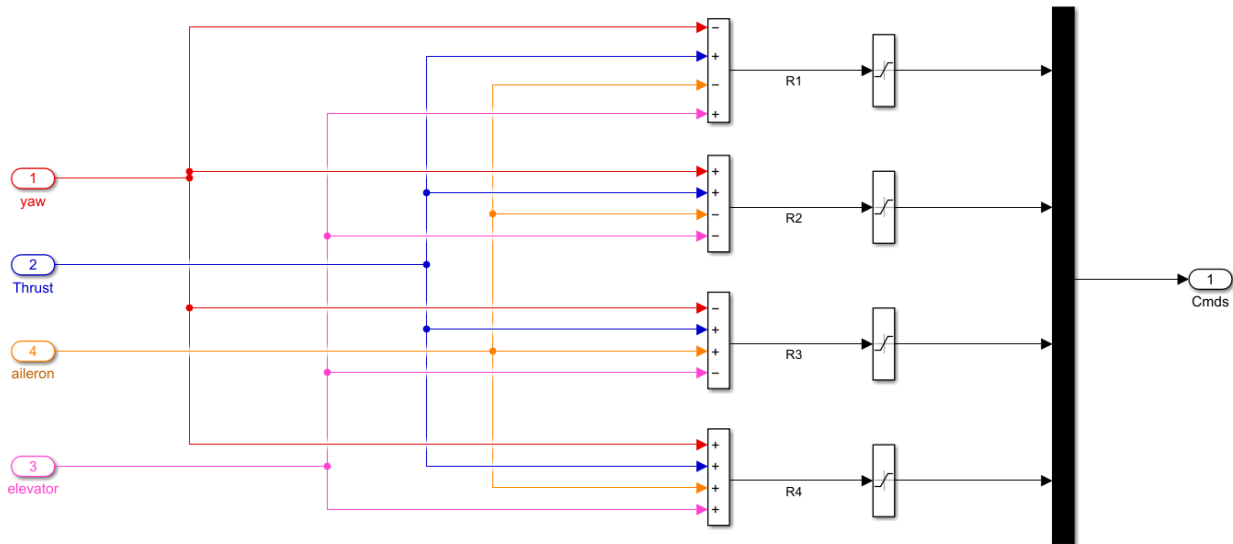 −
+
−
+
R1
1
yaw
+
+
−
−
R2
2
Thrust
1
Cmds
−
+
+
−
R3
4
aileron
+
+
+
+
R4
3
elevator